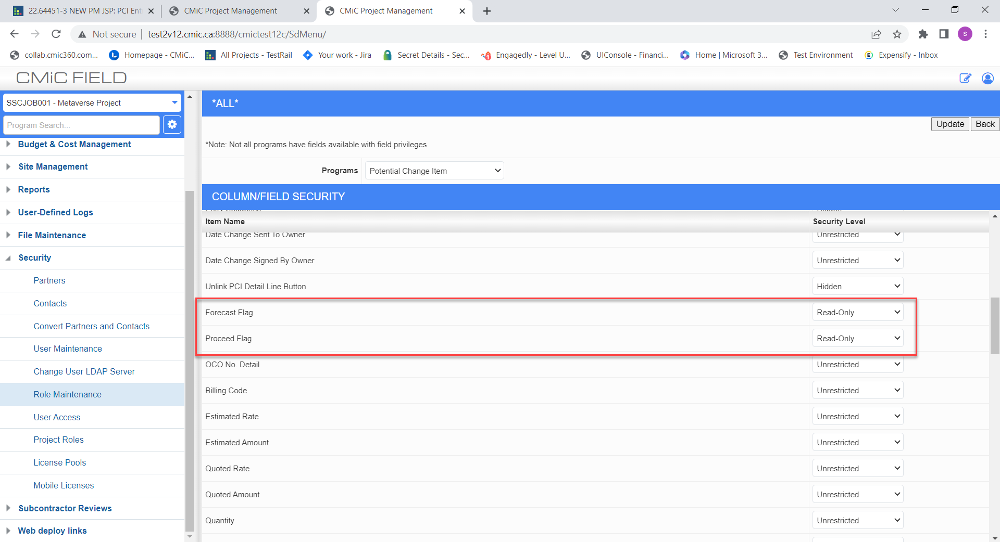 22.64451-3 NEW PM JSP: PCI Ent
CMiC Project Management
CMiC Project Management
Not secure
test2v12.cmic.ca:8888/cmictest12c/SdMenu/
S
collab.cmic360.com...
Homepage - CMiC...
All Projects - TestRail
Your work - Jira
Secret Details - Sec...
Engagedly - Level U...
UIConsole - Financi...
Home | Microsoft 3...
Test Environment
Expensify - Inbox
CMiC FIELD
SSCJOB001 - Metaverse Project
Program Search...
Budget & Cost Management
Site Management
Reports
User-Defined Logs
File Maintenance
Security
Partners
Contacts
Convert Partners and Contacts
User Maintenance
Change User LDAP Server
Role Maintenance
User Access
Project Roles
License Pools
Mobile Licenses
Subcontractor Reviews
Web deploy links
*ALL*
Update
Back
*Note: Not all programs have fields available with field privileges
Programs
Potential Change Item
COLUMN/FIELD SECURITY
Item Name
Security Level
Date Change Sent To Owner
Unrestricted
Date Change Signed By Owner
Unrestricted
Unlink PCI Detail Line Button
Hidden
Forecast Flag
Read-Only
Proceed Flag
Read-Only
OCO No. Detail
Unrestricted
Billing Code
Unrestricted
Estimated Rate
Unrestricted
Estimated Amount
Unrestricted
Quoted Rate
Unrestricted
Quoted Amount
Unrestricted
Quantity
Unrestricted